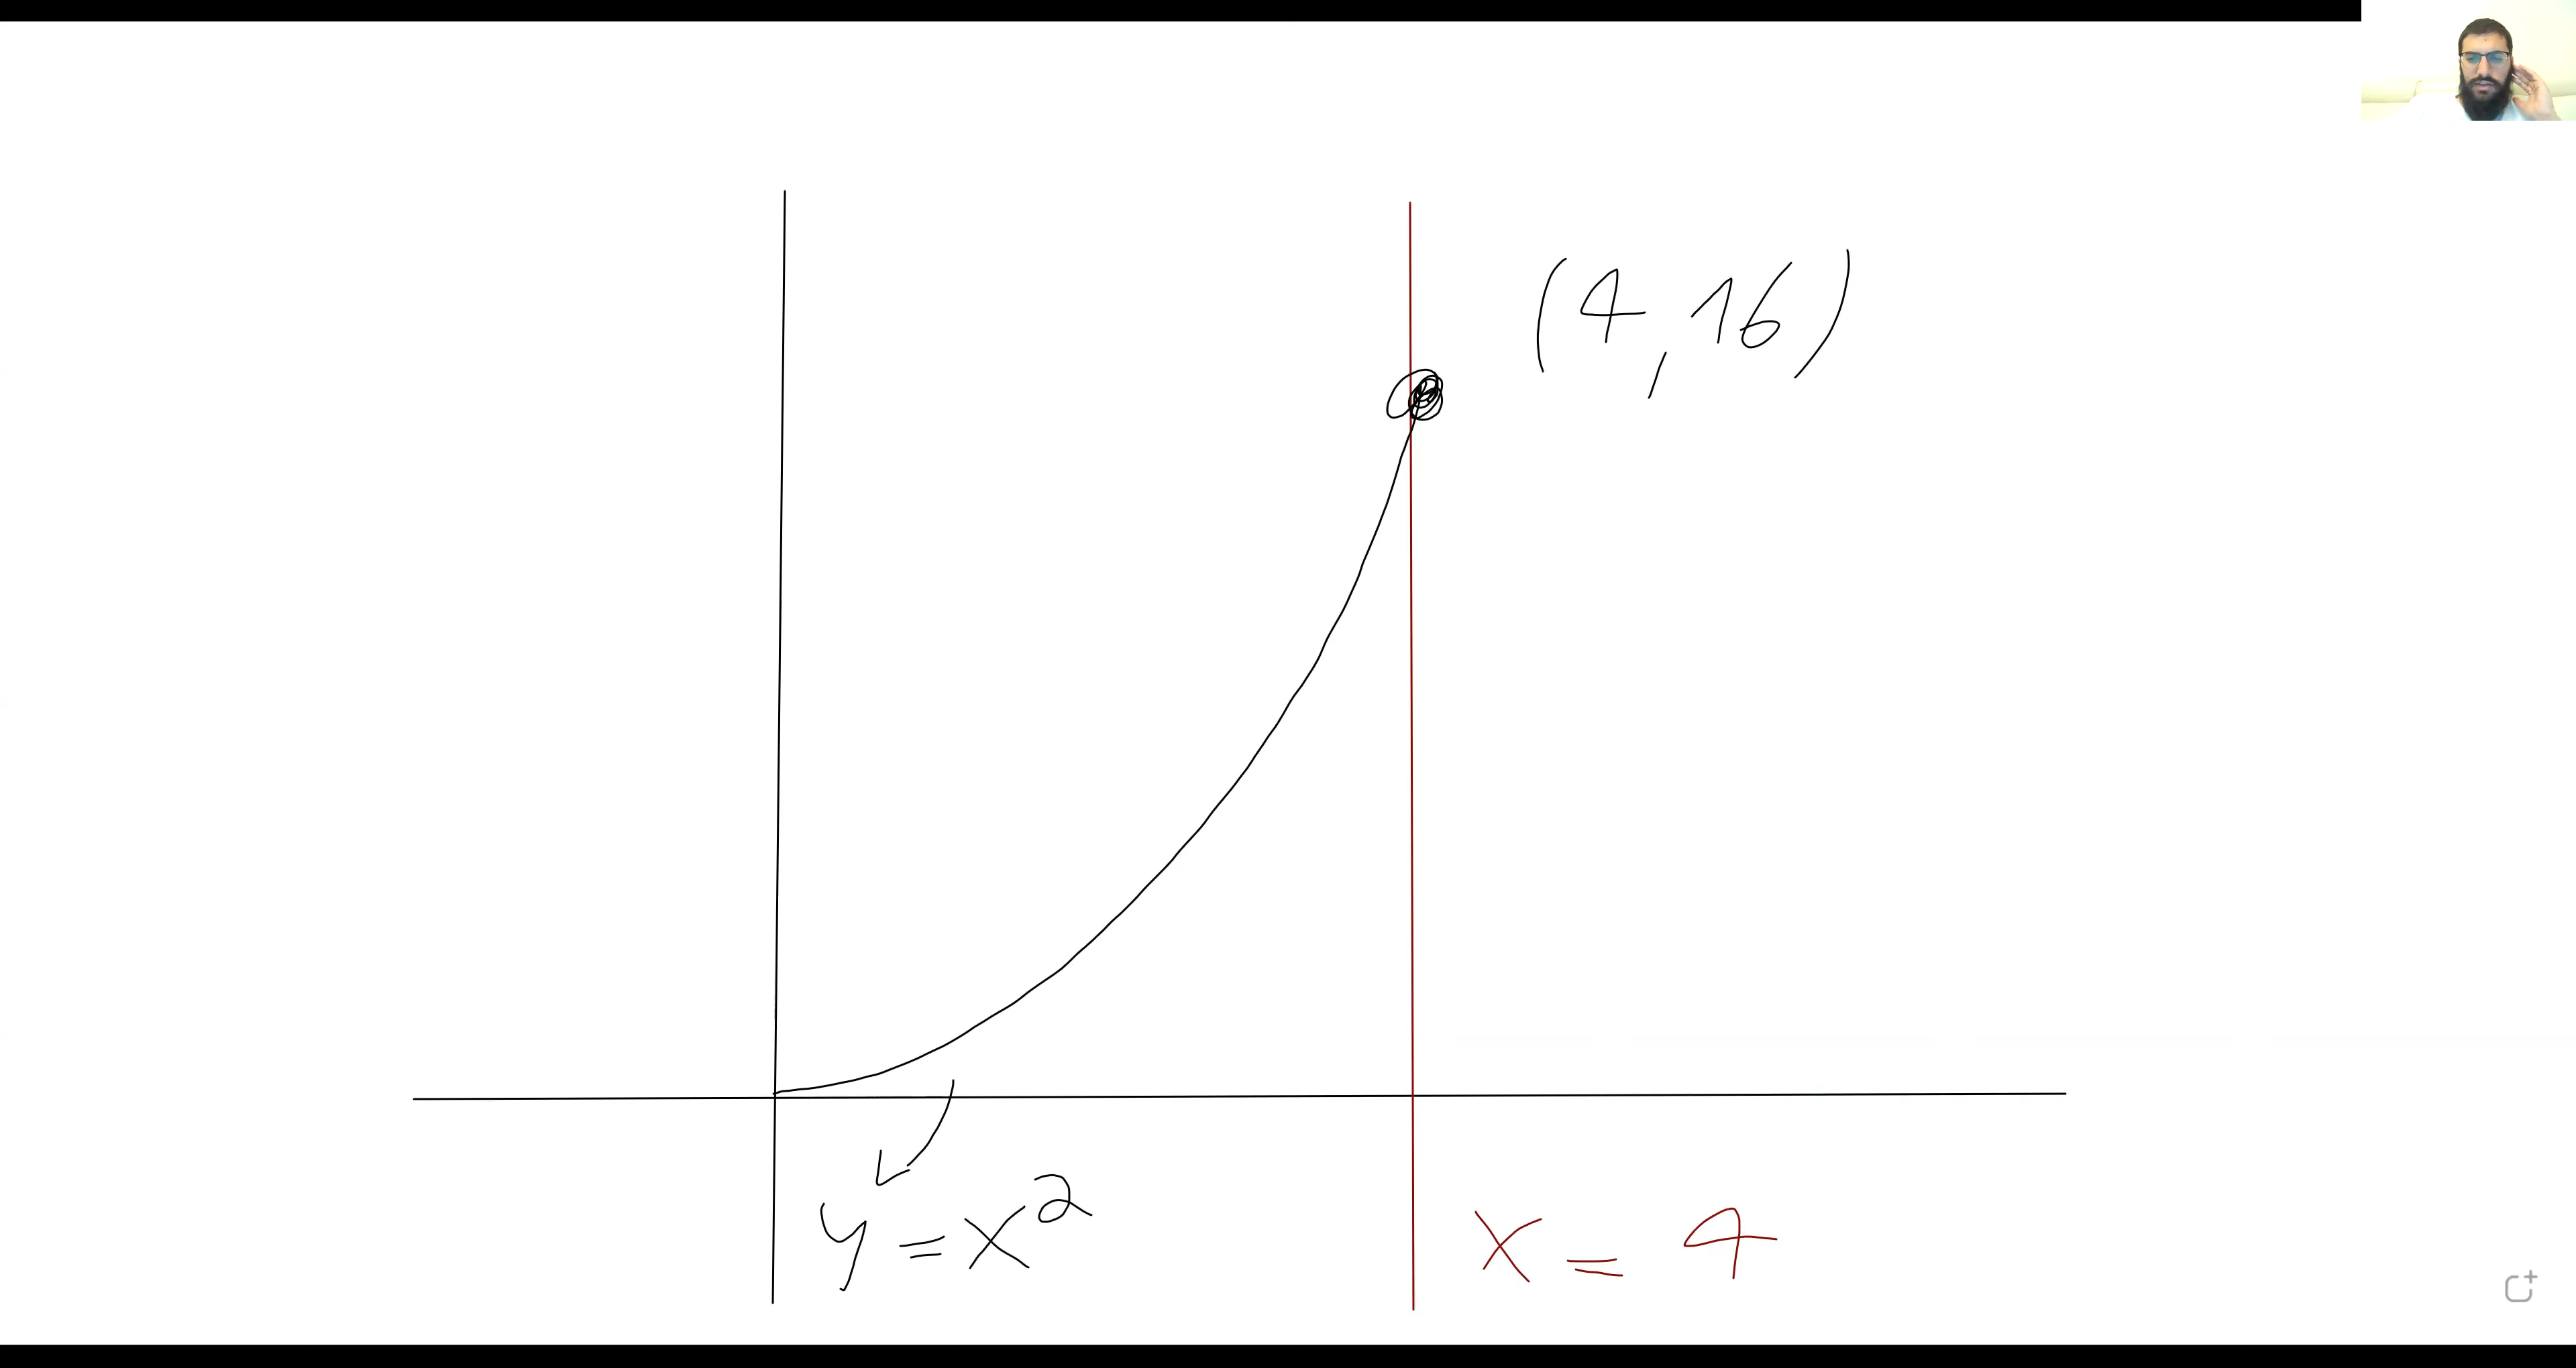 (4,16)
y=x²
x = 4